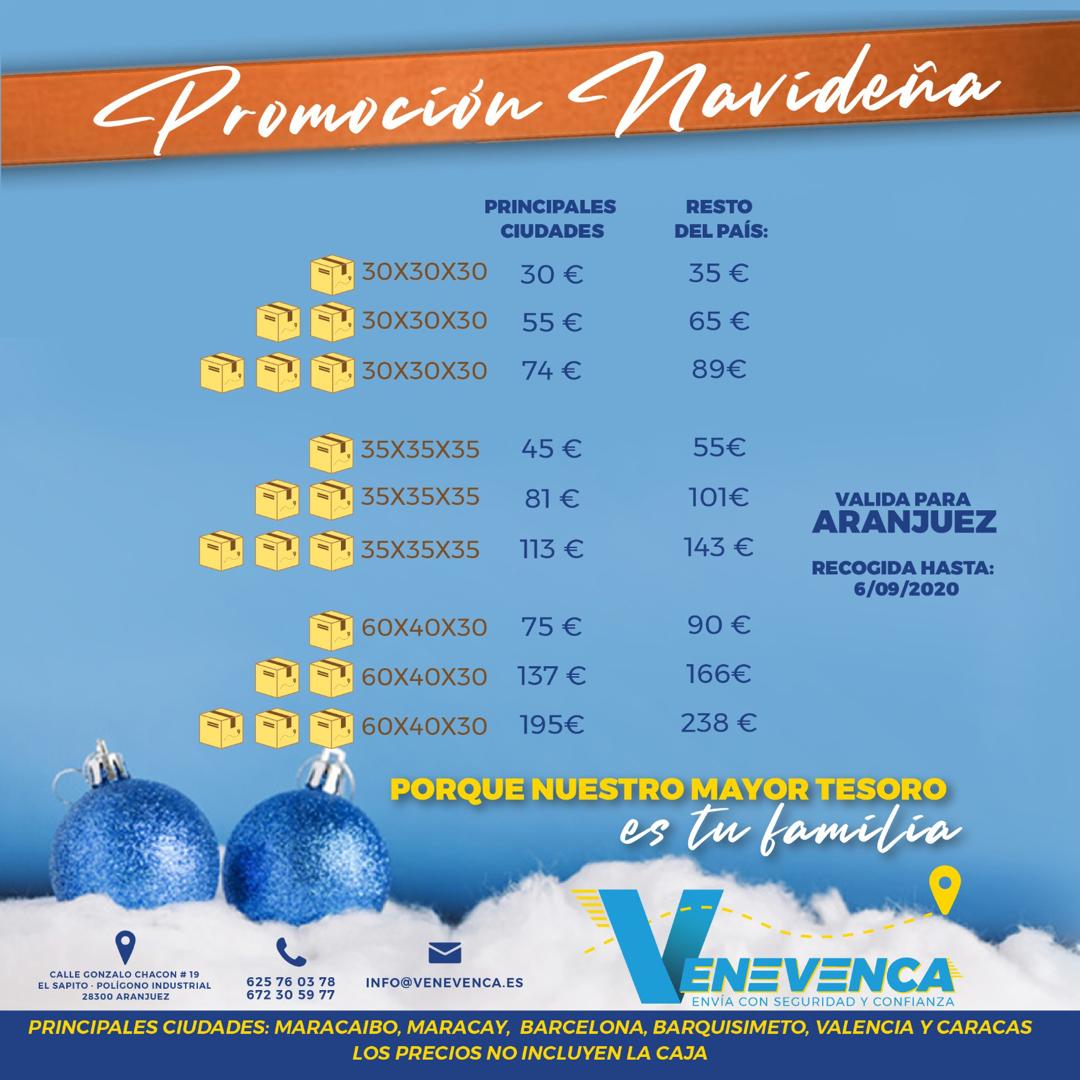 Promoción Navideña
PRINCIPALES CIUDADES
RESTO DEL PAÍS:
30X30X30 30 € 35 €
30X30X30 55 € 65 €
30X30X30 74 € 89€
35X35X35 45 € 55€
35X35X35 81 € 101€
35X35X35 113 € 143 €
60X40X30 75 € 90 €
60X40X30 137 € 166€
60X40X30 195€ 238 €
VALIDA PARA
ARANJUEZ
RECOGIDA HASTA:
6/09/2020
PORQUE NUESTRO MAYOR TESORO
es tu familia
VENEVENCA
ENVÍA CON SEGURIDAD Y CONFIANZA
CALLE GONZALO CHACON # 19
EL SAPITO · POLÍGONO INDUSTRIAL
28300 ARANJUEZ
625 76 03 78
672 30 59 77
INFO@VENEVENCA.ES
PRINCIPALES CIUDADES: MARACAIBO, MARACAY, BARCELONA, BARQUISIMETO, VALENCIA Y CARACAS
LOS PRECIOS NO INCLUYEN LA CAJA